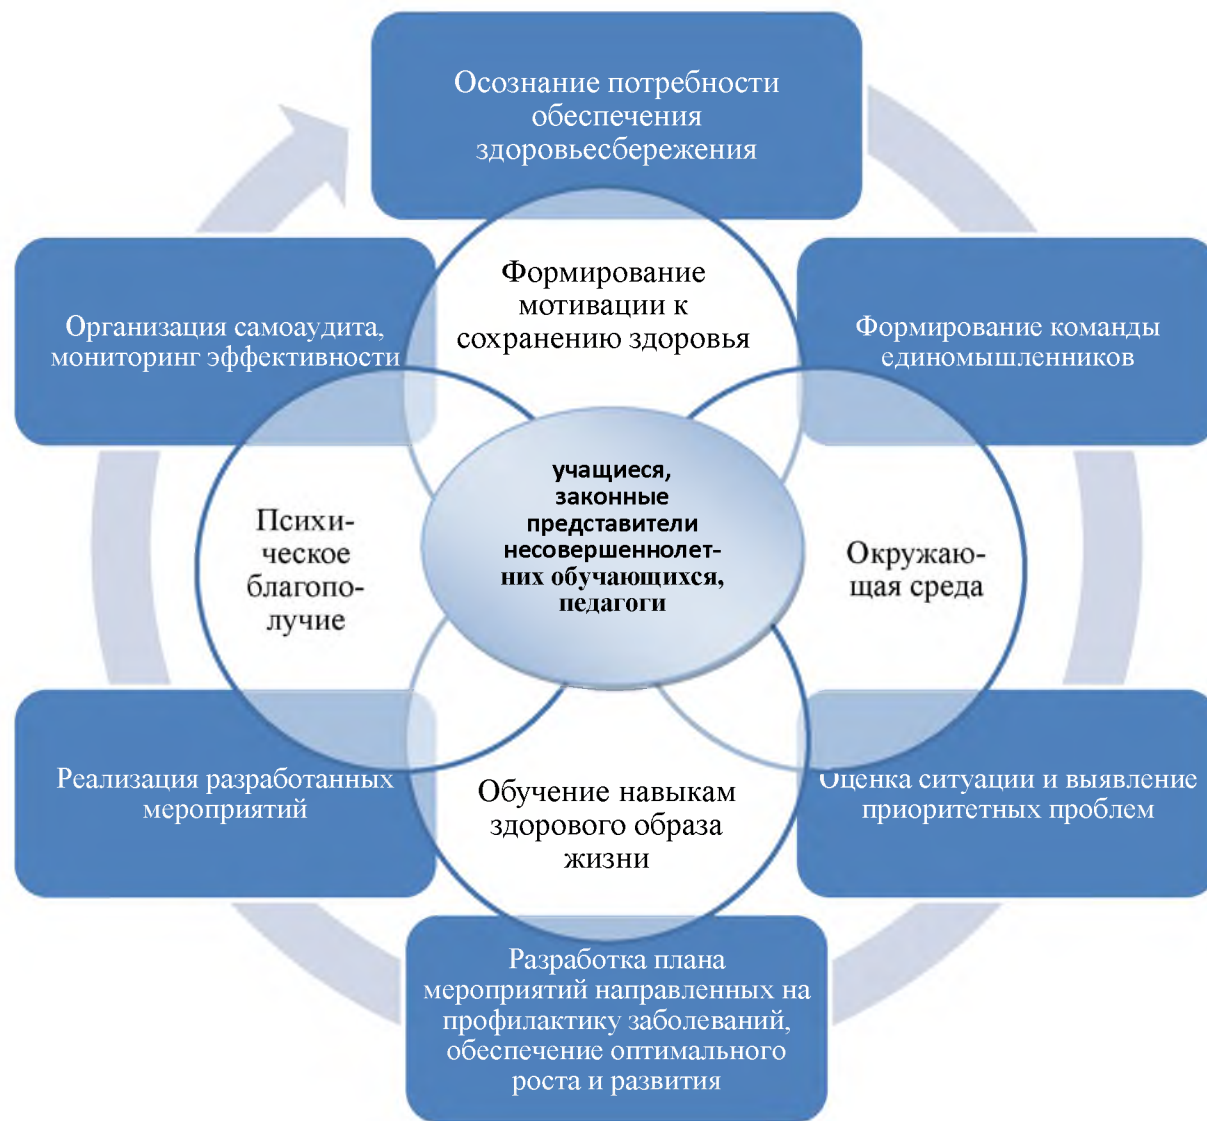 Осознание потребности
обеспечения
здоровьесбережения
Формирование
мотивации к
сохранению здоровья
Организация самоаудита,
мониторинг эффективности
Формирование команды
единомышленников
учащиеся,
законные
представители
несовершеннолет-
них обучающихся,
педагоги
Психи-
ческое
благопо-
лучие
Окружаю-
щая среда
Реализация разработанных
мероприятий
Обучение навыкам
здорового образа
жизни
Оценка ситуации и выявление
приоритетных проблем
Разработка плана
мероприятий направленных на
профилактику заболеваний,
обеспечение оптимального
роста и развития